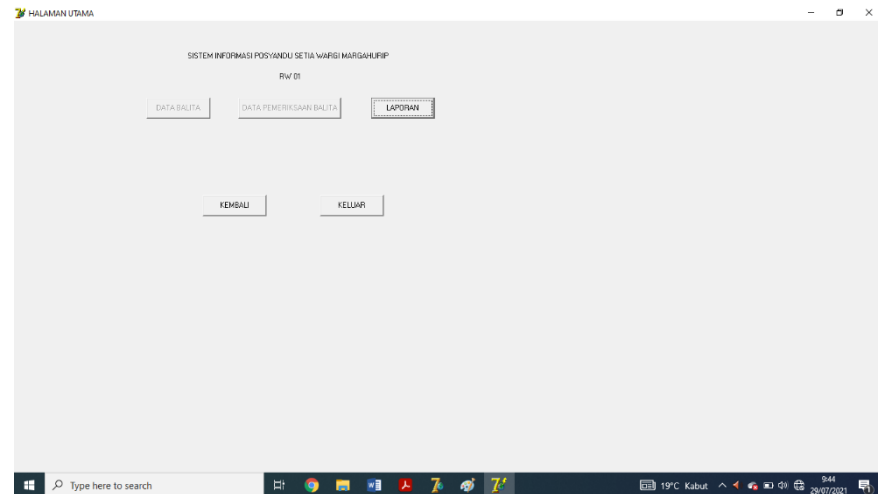 HALAMAN UTAMA
SISTEM INFORMASI POSYANDU SETIA WARGI MARGAHURIP
RW 01
DATA BALITA DATA PEMERIKSAAN BALITA LAPORAN
KEMBALI KELUAR
Type here to search 19°C Kabut 9:44
29/07/2021